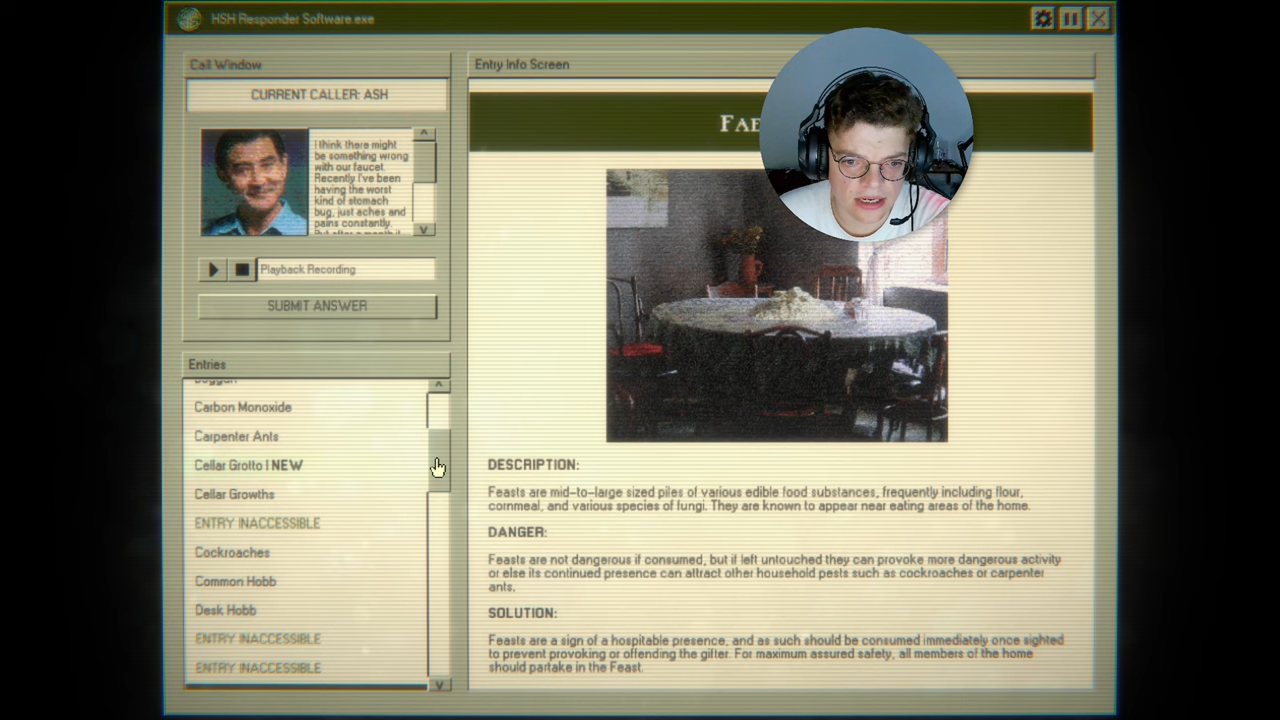 HSH Responder Software.exe
Call Window
CURRENT CALLER: ASH
I think there might
be something wrong
with our faucet.
Recently I've been
having the worst
kind of stomach
bug, just aches and
pains constantly.
But after a month it
Playback Recording
SUBMIT ANSWER
Entries
Carbon Monoxide
Carpenter Ants
Cellar Grotto | NEW
Cellar Growths
ENTRY INACCESSIBLE
Cockroaches
Common Hobb
Desk Hobb
ENTRY INACCESSIBLE
ENTRY INACCESSIBLE
Entry Info Screen
FAE
DESCRIPTION:
Feasts are mid-to-large sized piles of various edible food substances, frequently including flour,
cornmeal, and various species of fungi. They are known to appear near eating areas of the home.
DANGER:
Feasts are not dangerous if consumed, but if left untouched they can provoke more dangerous activity
or else its continued presence can attract other household pests such as cockroaches or carpenter
ants.
SOLUTION:
Feasts are a sign of a hospitable presence, and as such should be consumed immediately once sighted
to prevent provoking or offending the gifter. For maximum assured safety, all members of the home
should partake in the Feast.